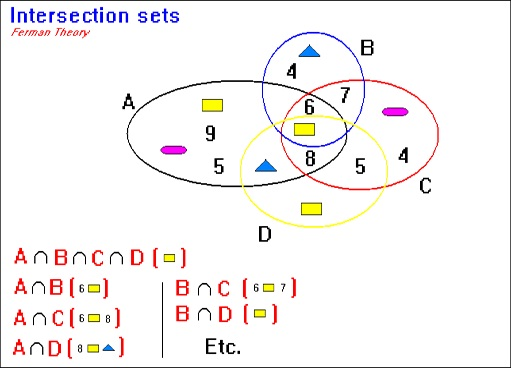 Intersection sets
Ferman Theory
B
4
7
A
6
9
8
5
5
4
C
D
A ∩ B ∩ C ∩ D ( )
A ∩ B ( 6 )
A ∩ C ( 6 8 )
A ∩ D ( 8 )
B ∩ C ( 6 7 )
B ∩ D ( )
Etc.